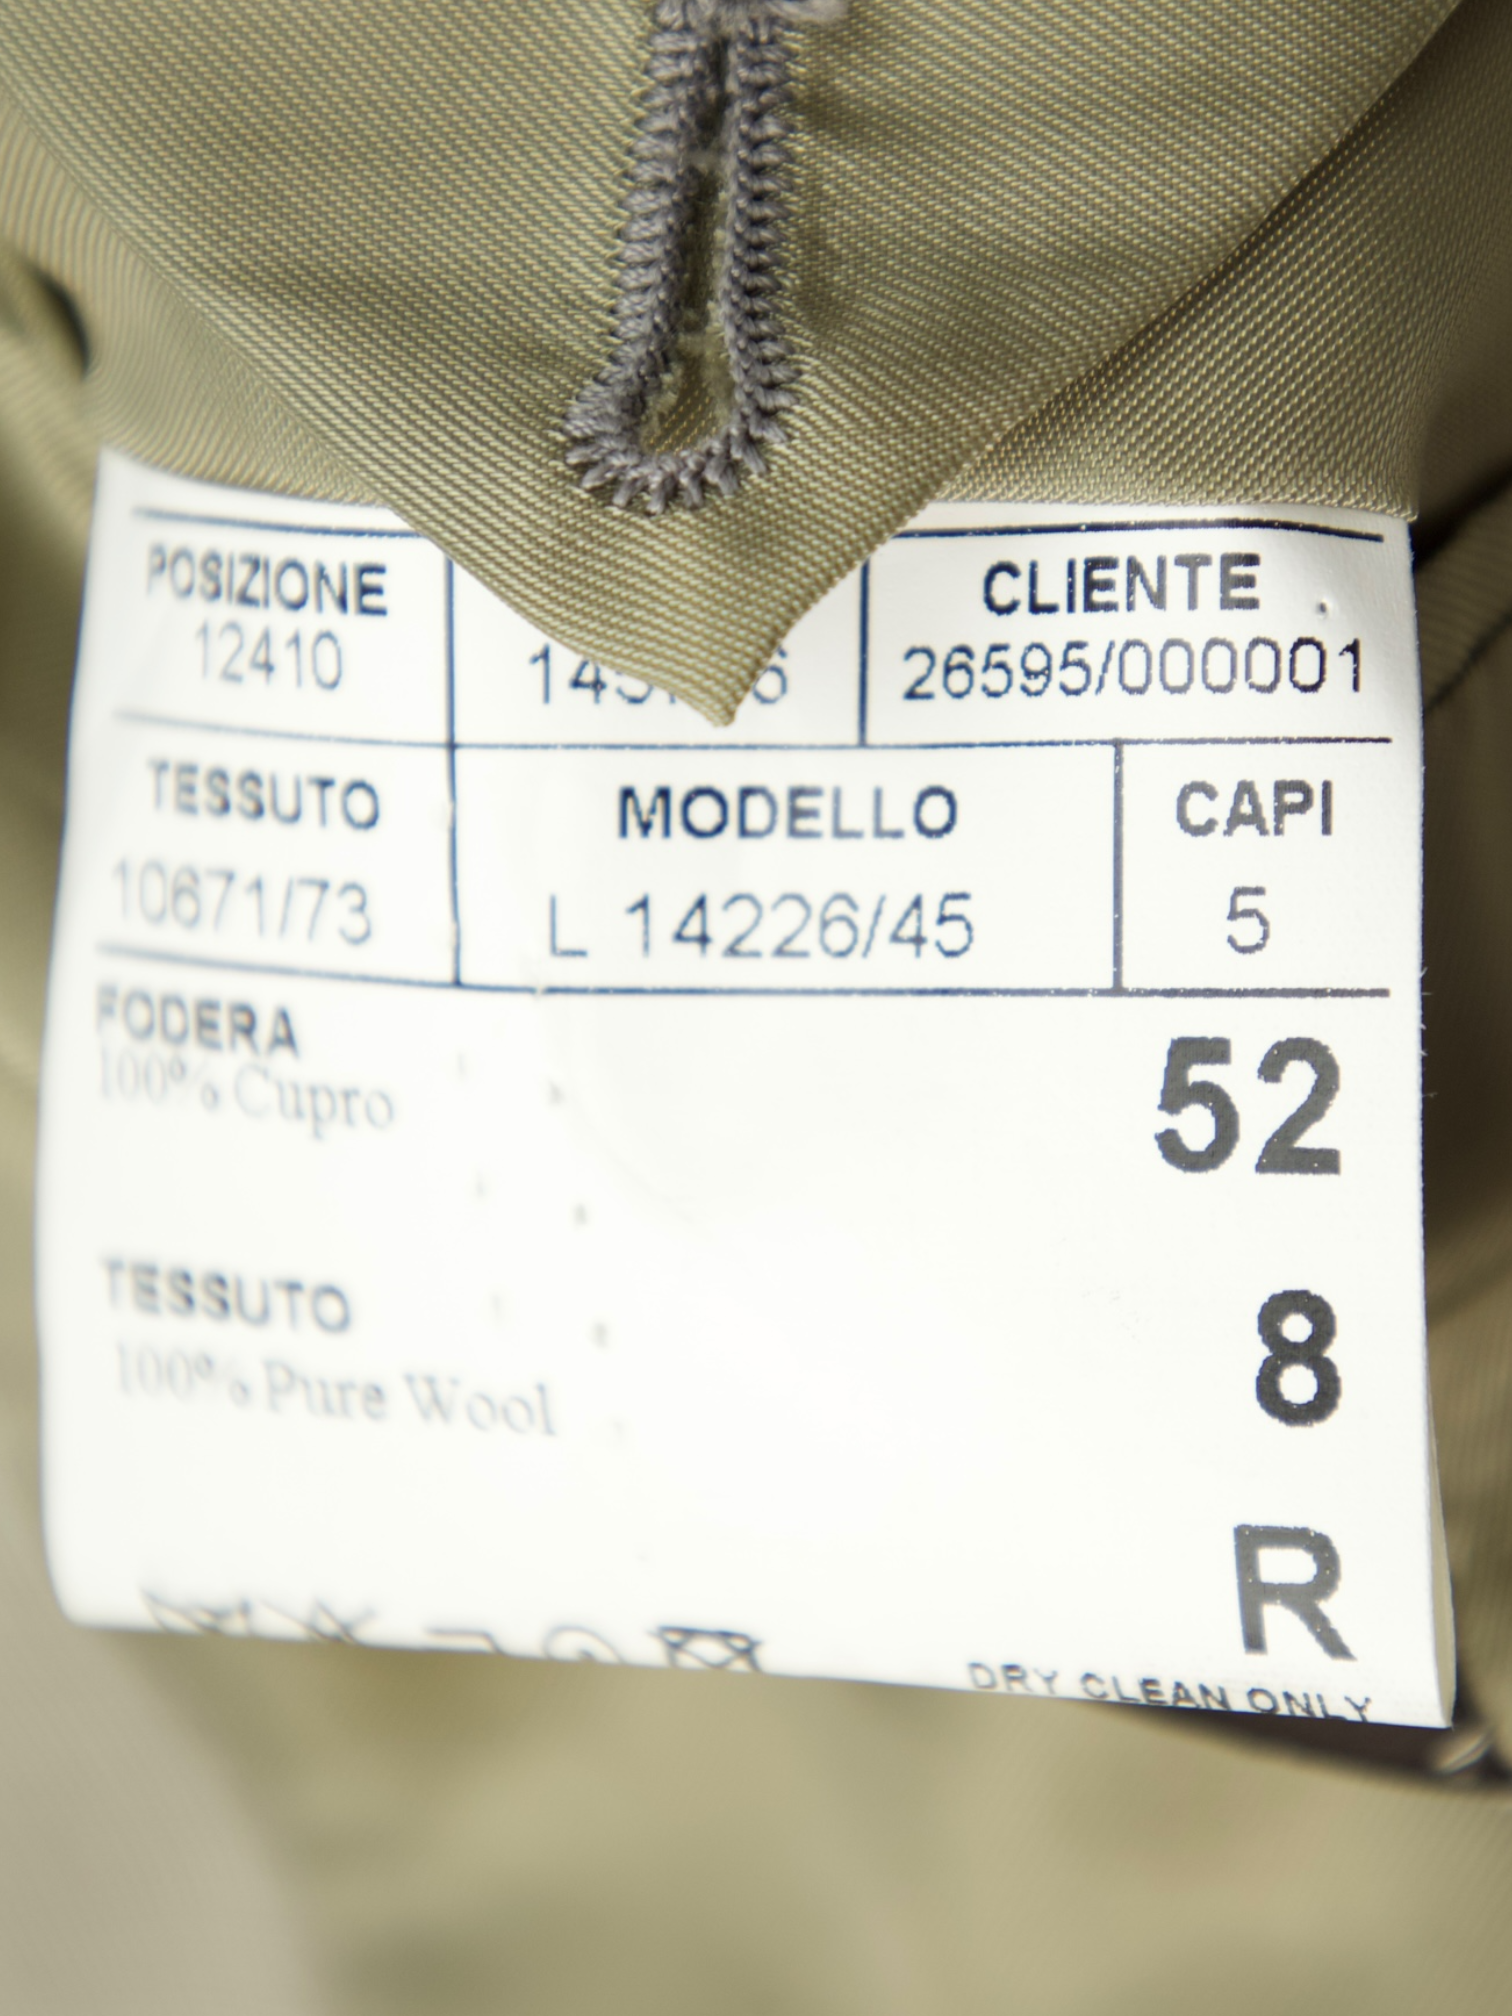 POSIZIONE
12410
CLIENTE
26595/000001
TESSUTO
10671/73
MODELLO
L 14226/45
CAPI
5
FODERA
100% Cupro
52
TESSUTO
100% Pure Wool
8
R
DRY CLEAN ONLY